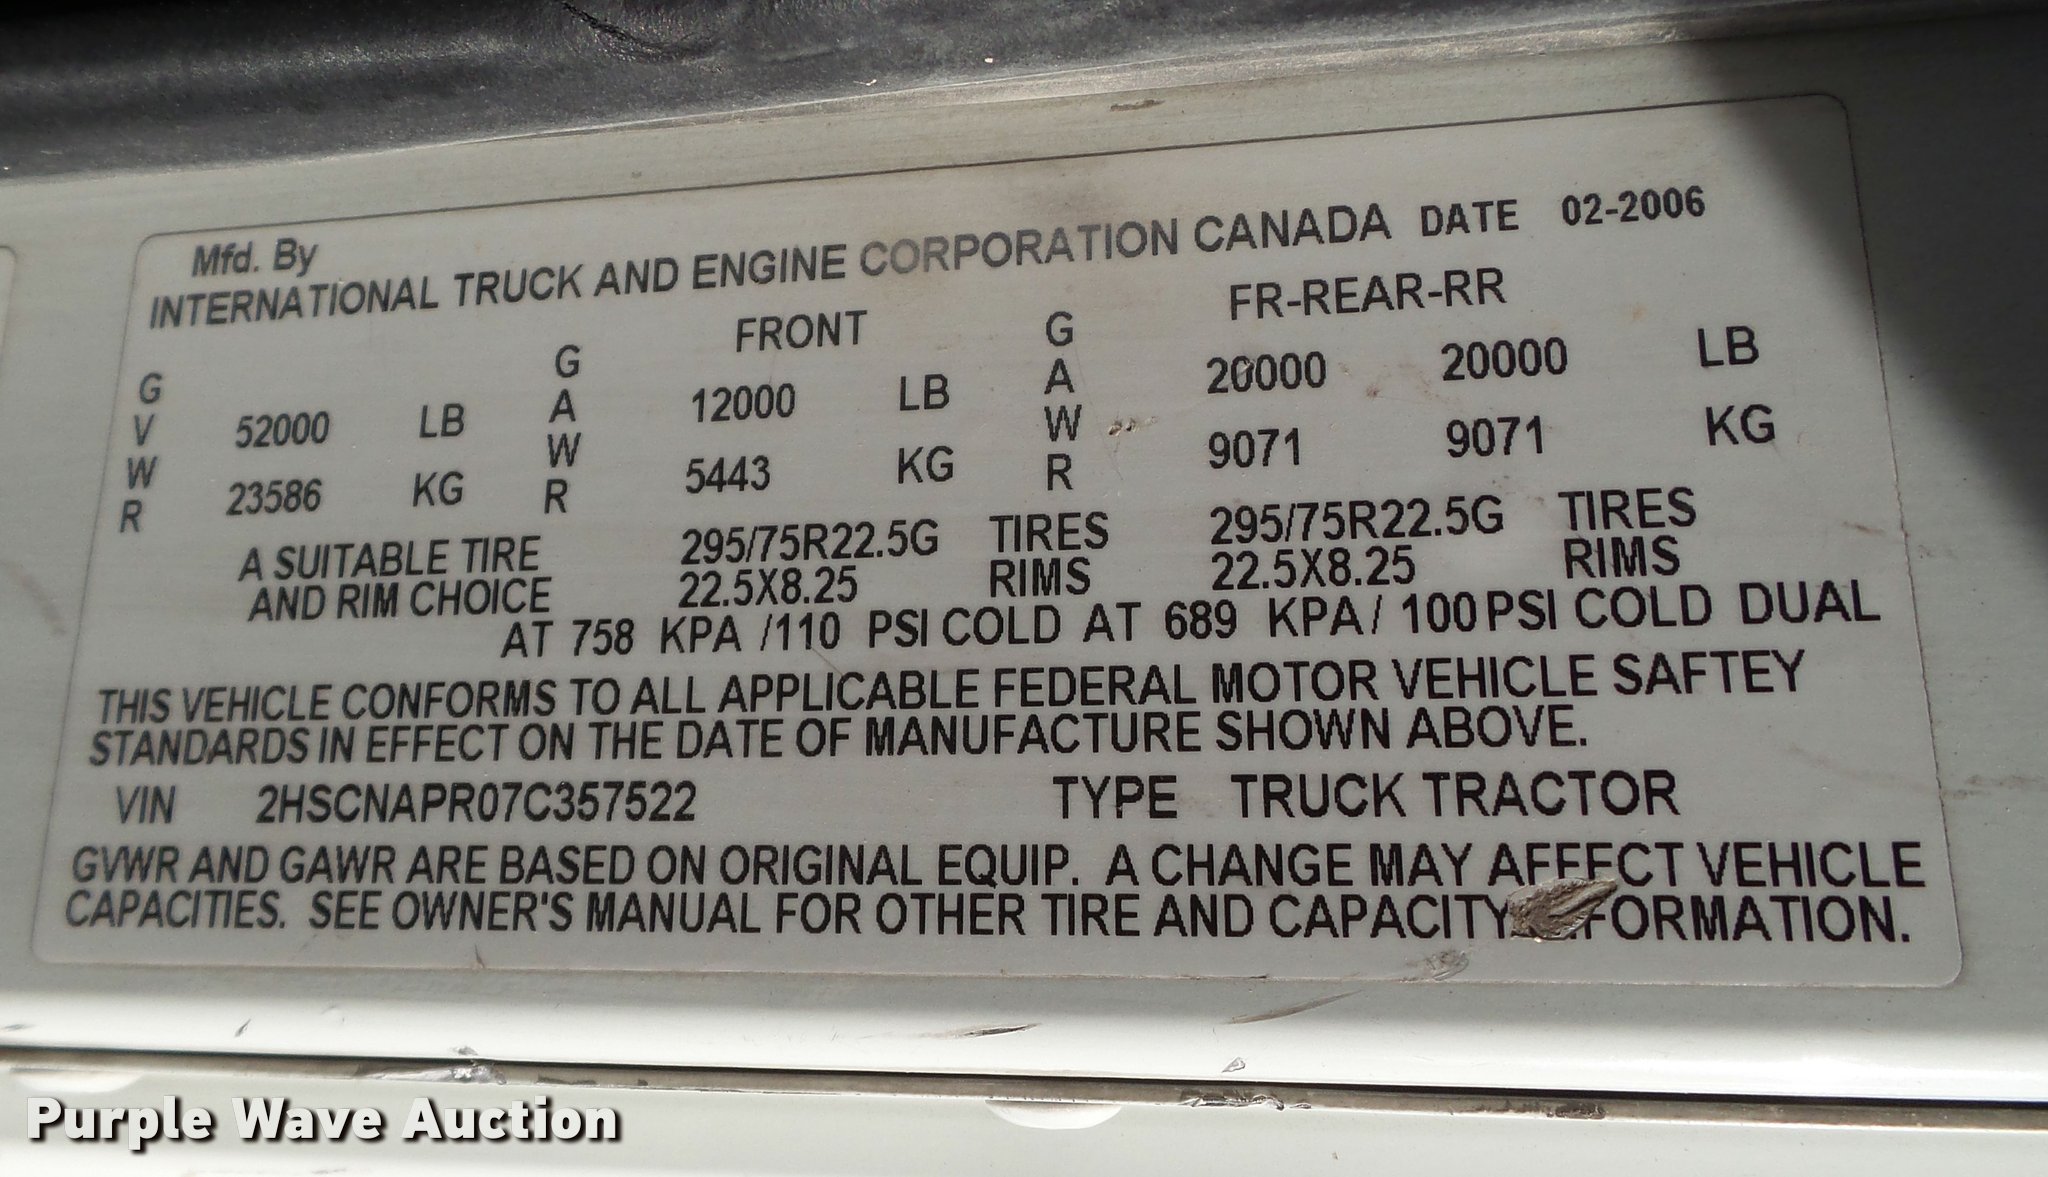 Mfd. By
INTERNATIONAL TRUCK AND ENGINE CORPORATION CANADA DATE 02-2006
FRONT FR-REAR-RR
GVWR 52000 LB GAWR 12000 LB GAWR 20000 20000 LB
23586 KG 5443 KG 9071 9071 KG
A SUITABLE TIRE 295/75R22.5G TIRES 295/75R22.5G TIRES
AND RIM CHOICE 22.5X8.25 RIMS 22.5X8.25 RIMS
AT 758 KPA /110 PSI COLD AT 689 KPA/ 100 PSI COLD DUAL
THIS VEHICLE CONFORMS TO ALL APPLICABLE FEDERAL MOTOR VEHICLE SAFTEY
STANDARDS IN EFFECT ON THE DATE OF MANUFACTURE SHOWN ABOVE.
VIN 2HSCNAPR07C357522 TYPE TRUCK TRACTOR
GVWR AND GAWR ARE BASED ON ORIGINAL EQUIP. A CHANGE MAY AFFECT VEHICLE
CAPACITIES. SEE OWNER'S MANUAL FOR OTHER TIRE AND CAPACITY INFORMATION.
Purple Wave Auction